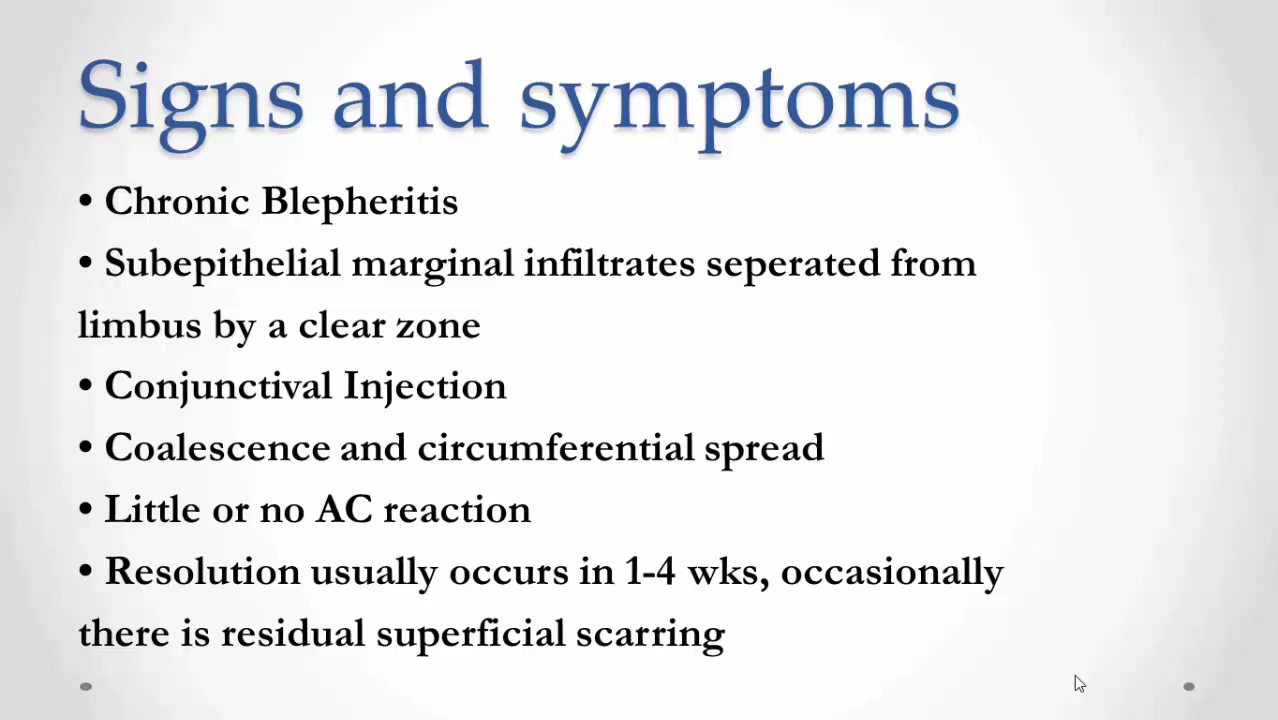 Signs and symptoms
• Chronic Blepheritis
• Subepithelial marginal infiltrates seperated from
limbus by a clear zone
• Conjunctival Injection
• Coalescence and circumferential spread
• Little or no AC reaction
• Resolution usually occurs in 1-4 wks, occasionally
there is residual superficial scarring